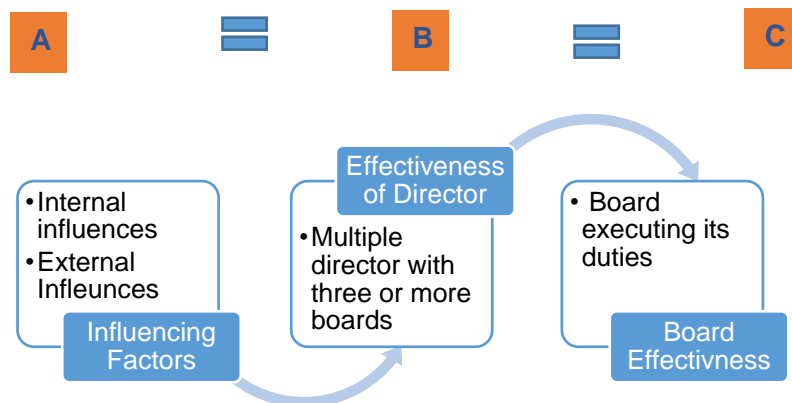 A
B
C
•Internal
influences
•External
Infleunces
Influencing
Factors
Effectiveness
of Director
•Multiple
director with
three or more
boards
• Board
executing its
duties
Board
Effectivness